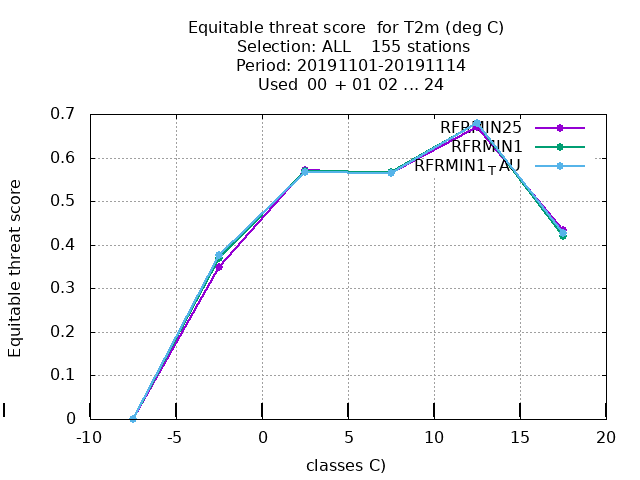 Equitable threat score for T2m (deg C)
Selection: ALL 155 stations
Period: 20191101-20191114
Used 00 + 01 02 ... 24
0.7
0.6
0.5
0.4
0.3
0.2
0.1
0
Equitable threat score
RFRMIN25
RFRMIN1
RFRMIN1_TAU
-10
-5
0
5
10
15
20
classes C)